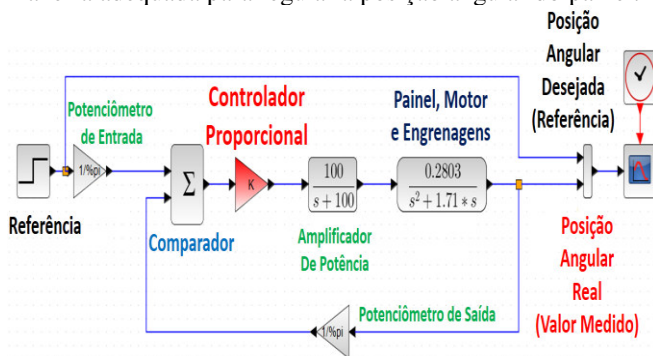 Posição
Angular
Desejada
(Referência)
Controlador
Proporcional
Painel, Motor
e Engrenagens
Potenciômetro
de Entrada
1/%pi
Σ
K
100
s + 100
0.2803
s² + 1.71 * s
Referência
Comparador
Amplificador
De Potência
Posição
Angular
Real
(Valor Medido)
1/%pi
Potenciômetro de Saída